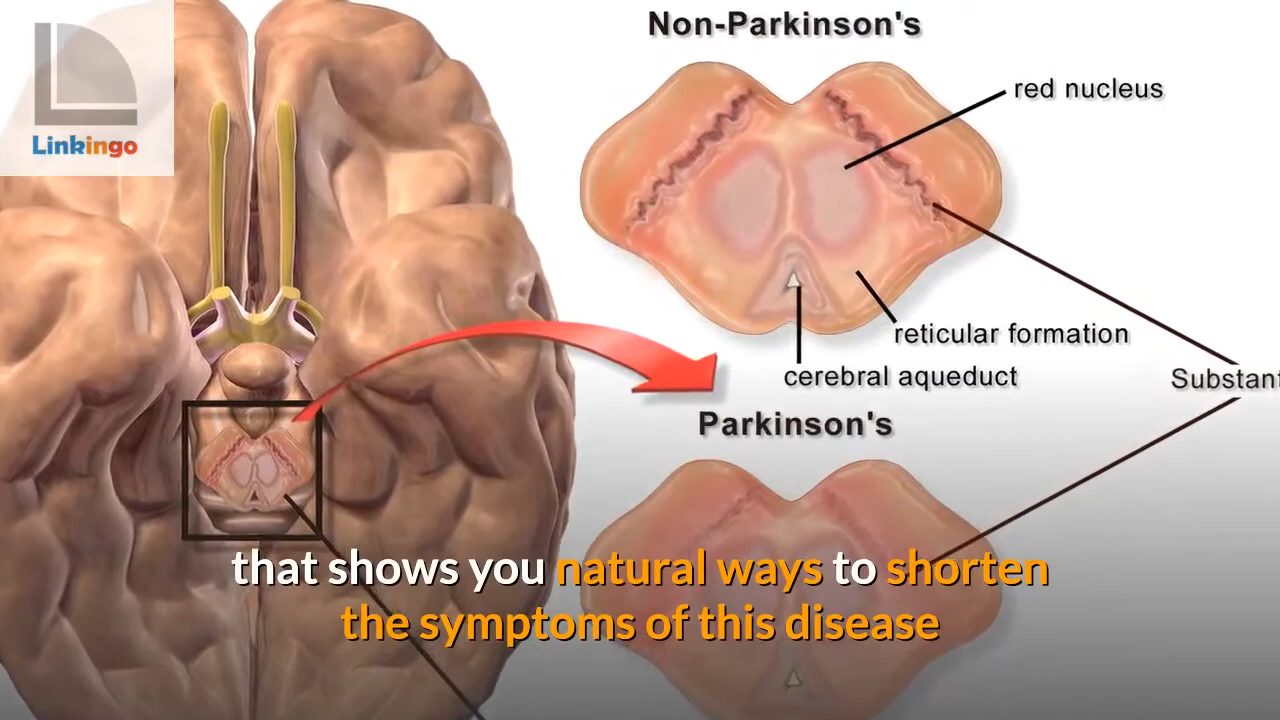 Linkingo
Non-Parkinson's
red nucleus
reticular formation
cerebral aqueduct
Substant
Parkinson's
that shows you natural ways to shorten
the symptoms of this disease